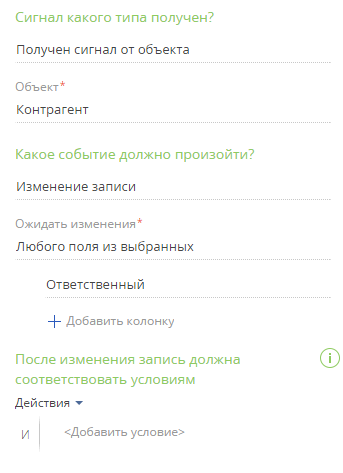 Сигнал какого типа получен?
Получен сигнал от объекта
Объект*
Контрагент
Какое событие должно произойти?
Изменение записи
Ожидать изменения*
Любого поля из выбранных
Ответственный
Добавить колонку
После изменения запись должна
соответствовать условиям
Действия
И
<Добавить условие>